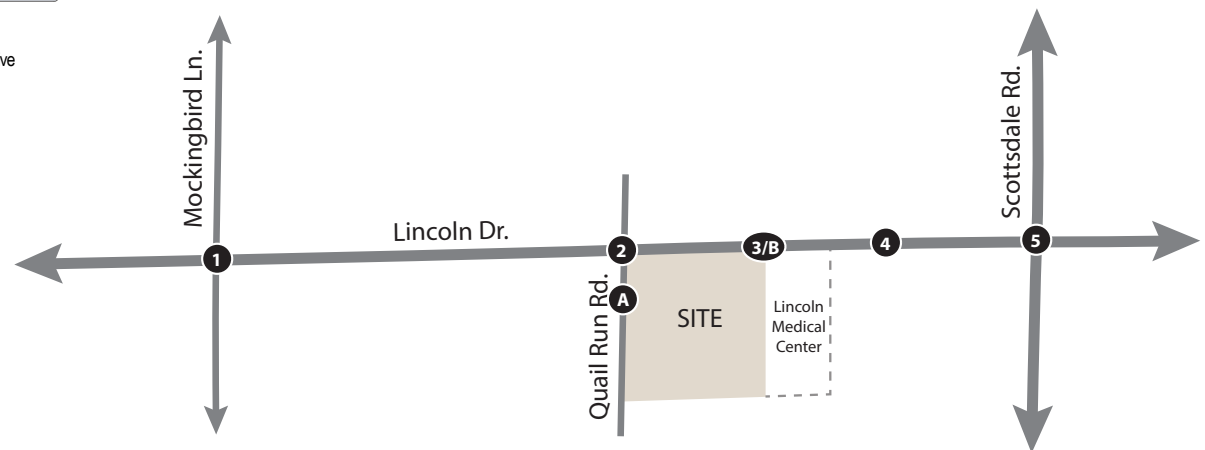 ve
Mockingbird Ln.
Scottsdale Rd.
Lincoln Dr.
1
2
3/B
4
5
Quail Run Rd.
A
SITE
Lincoln
Medical
Center